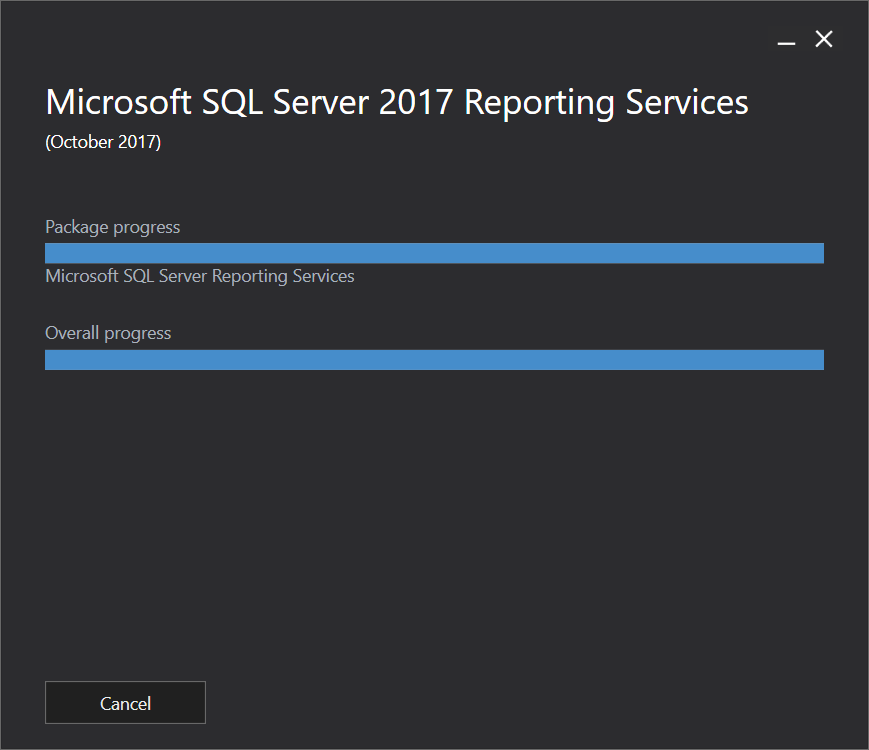 Microsoft SQL Server 2017 Reporting Services
(October 2017)
Package progress
Microsoft SQL Server Reporting Services
Overall progress
Cancel